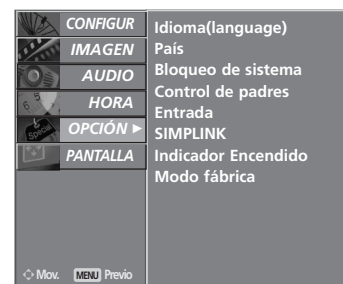 CONFIGUR
IMAGEN
AUDIO
HORA
OPCIÓN ►
PANTALLA
Mov. MENU Previo
Idioma(language)
País
Bloqueo de sistema
Control de padres
Entrada
SIMPLINK
Indicador Encendido
Modo fábrica